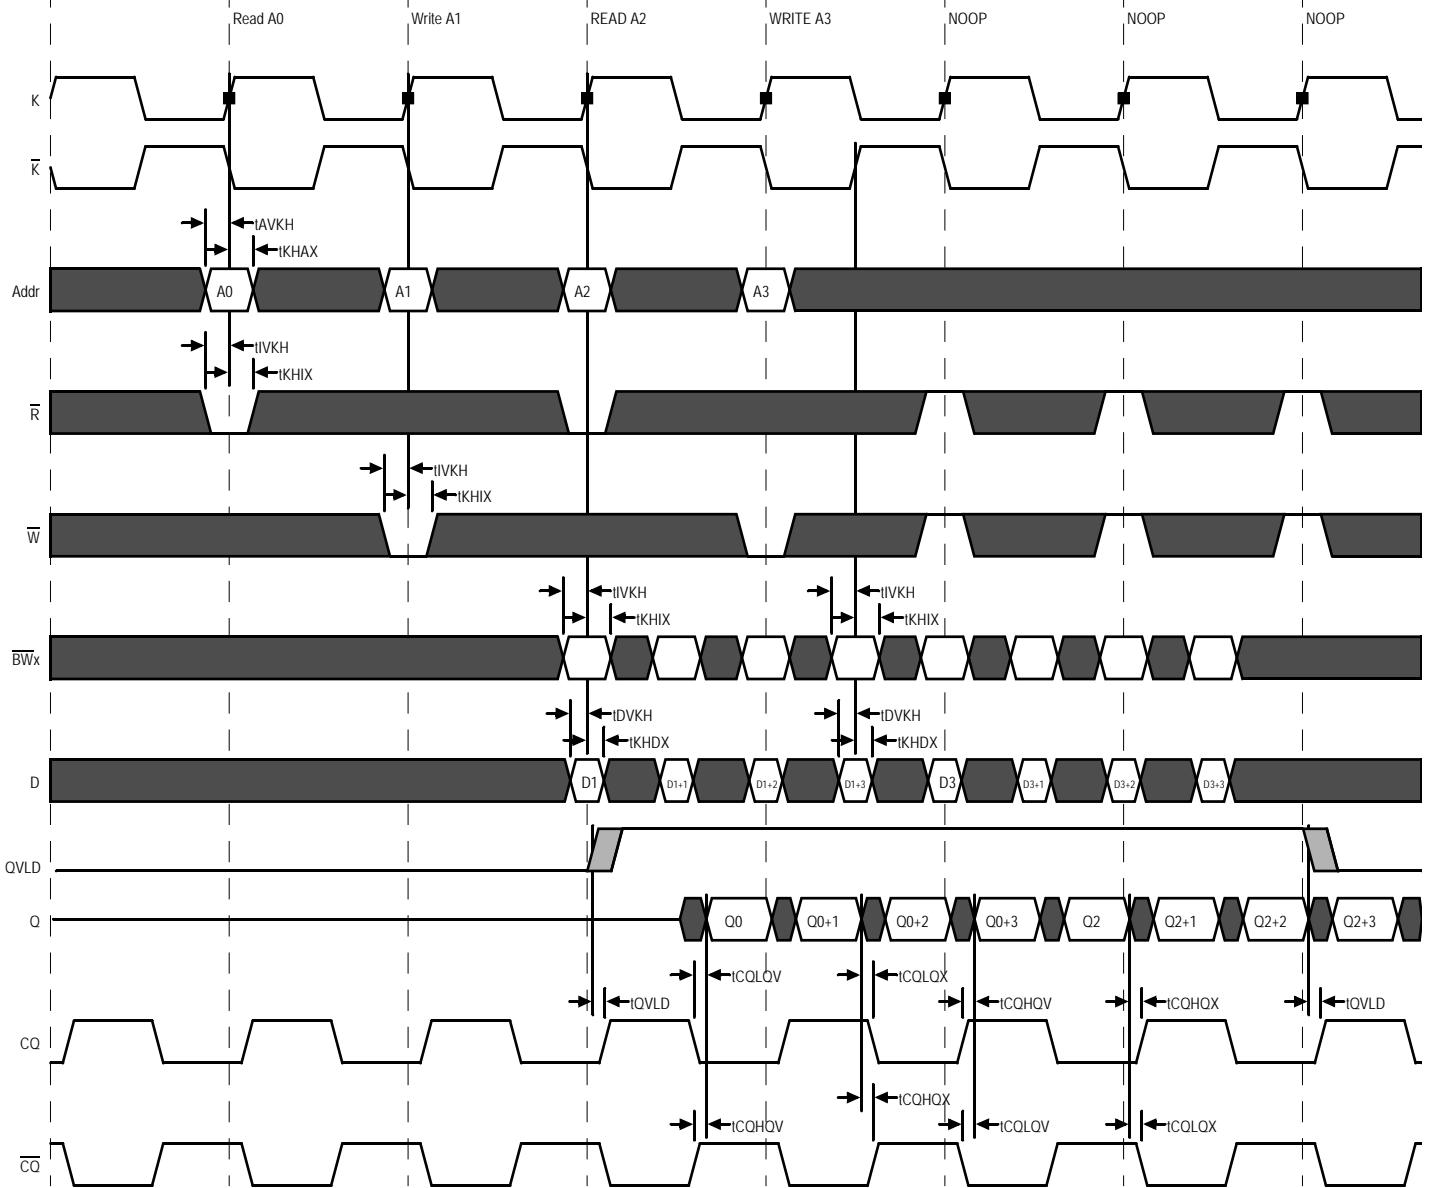 Read A0 Write A1 READ A2 WRITE A3 NOOP NOOP NOOP
K
K̅
tAVKH
tKHAX
Addr A0 A1 A2 A3
tIVKH
tKHIX
R̅
tIVKH
tKHIX
W̅
tIVKH tIVKH
tKHIX tKHIX
B̅W̅x
tDVKH tDVKH
tKHDX tKHDX
D D1 D1+1 D1+2 D1+3 D3 D3+1 D3+2 D3+3
QVLD
Q Q0 Q0+1 Q0+2 Q0+3 Q2 Q2+1 Q2+2 Q2+3
tCQLQV tCQLQX
tQVLD tCQHQV tCQHQX tQVLD
CQ
tCQHQX
tCQHQV tCQLQV tCQLQX
C̅Q̅